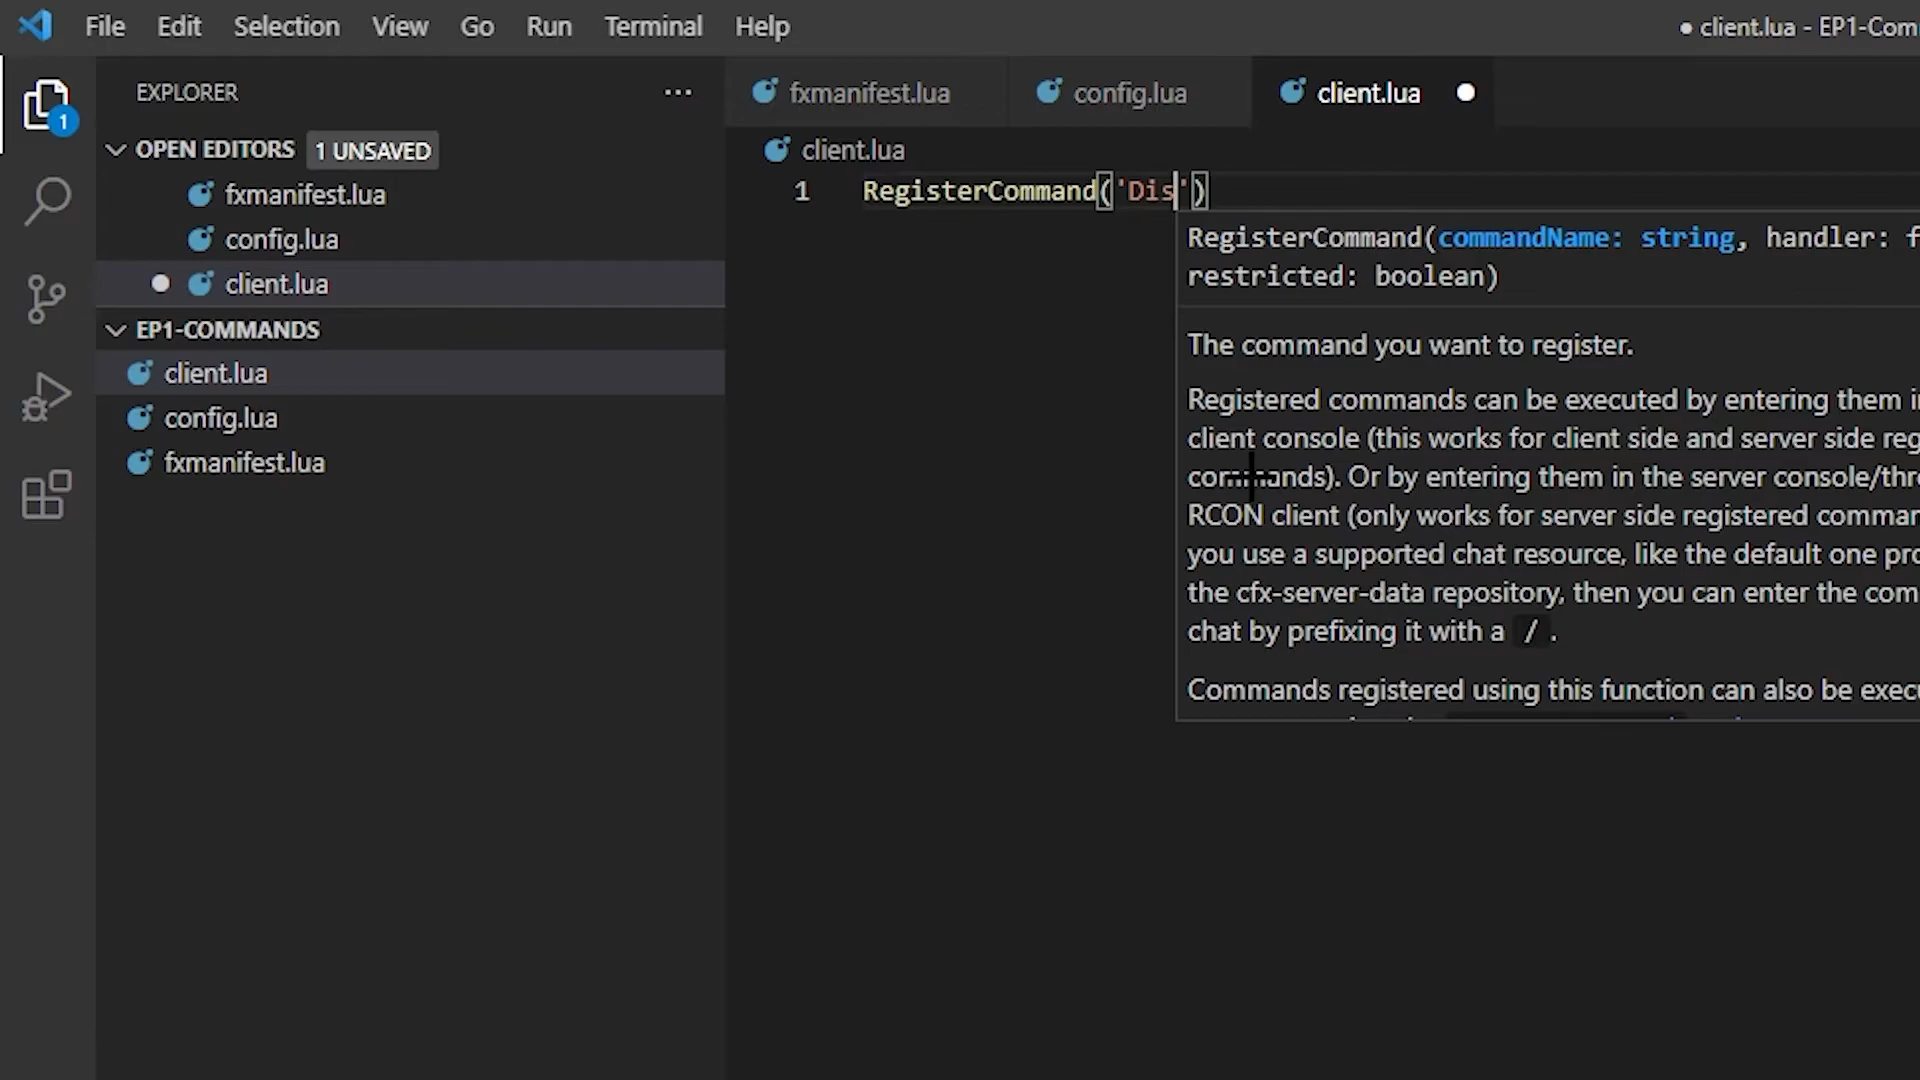 File Edit Selection View Go Run Terminal Help
● client.lua - EP1-Com
EXPLORER
1
OPEN EDITORS 1 UNSAVED
fxmanifest.lua
config.lua
client.lua
EP1-COMMANDS
client.lua
config.lua
fxmanifest.lua
fxmanifest.lua config.lua client.lua
client.lua
1 RegisterCommand('Dis')
RegisterCommand(commandName: string, handler: f
restricted: boolean)
The command you want to register.
Registered commands can be executed by entering them i
client console (this works for client side and server side reg
commands). Or by entering them in the server console/thr
RCON client (only works for server side registered comma
you use a supported chat resource, like the default one pro
the cfx-server-data repository, then you can enter the com
chat by prefixing it with a / .
Commands registered using this function can also be exec